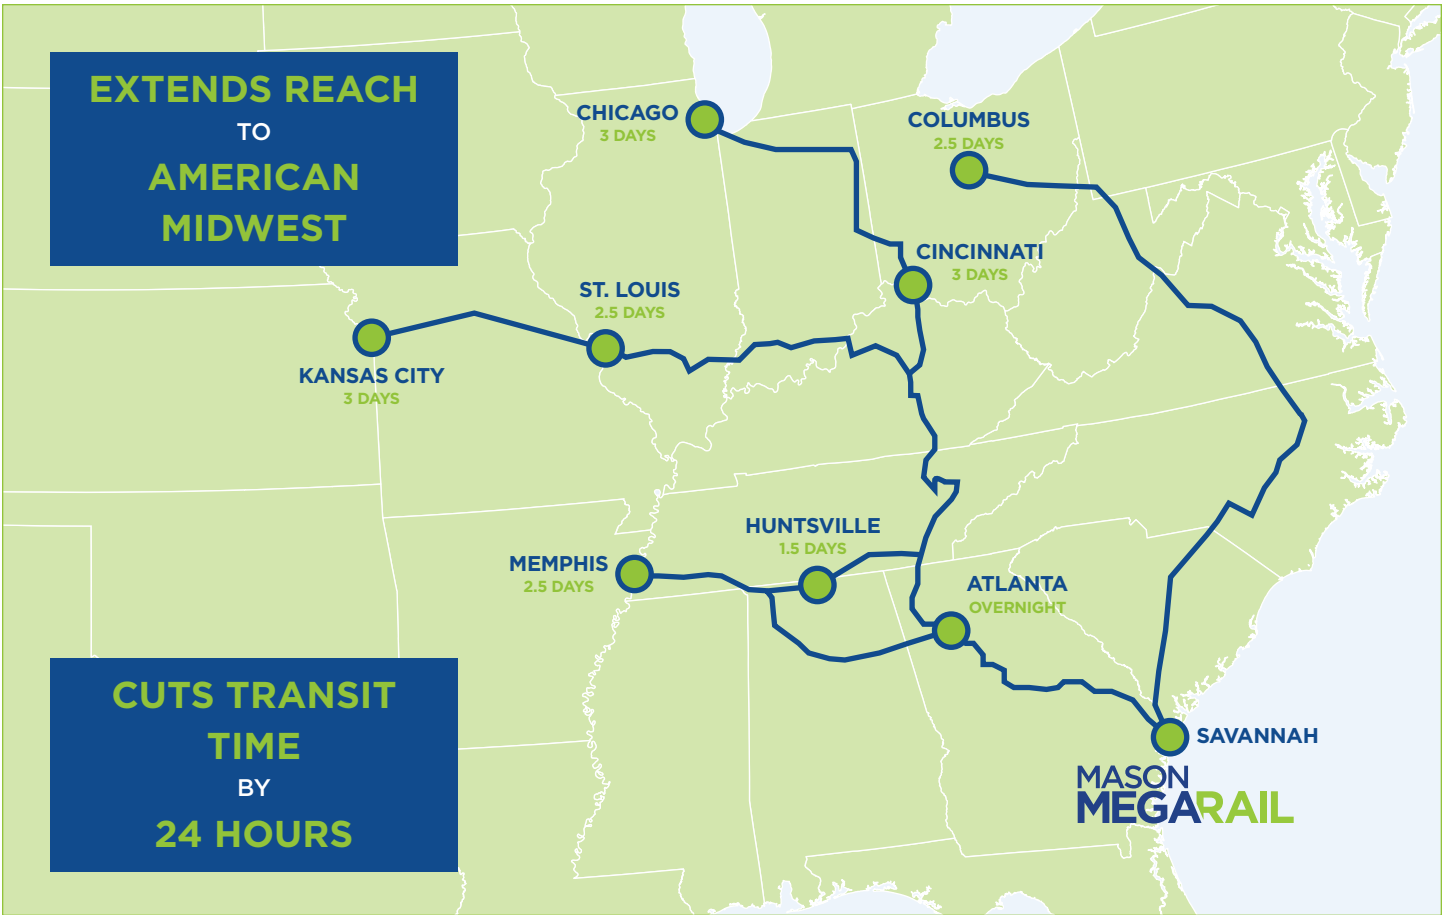 EXTENDS REACH
TO
AMERICAN
MIDWEST
CHICAGO
3 DAYS
COLUMBUS
2.5 DAYS
CINCINNATI
3 DAYS
ST. LOUIS
2.5 DAYS
KANSAS CITY
3 DAYS
HUNTSVILLE
1.5 DAYS
MEMPHIS
2.5 DAYS
ATLANTA
OVERNIGHT
CUTS TRANSIT
TIME
BY
24 HOURS
SAVANNAH
MASON
MEGARAIL